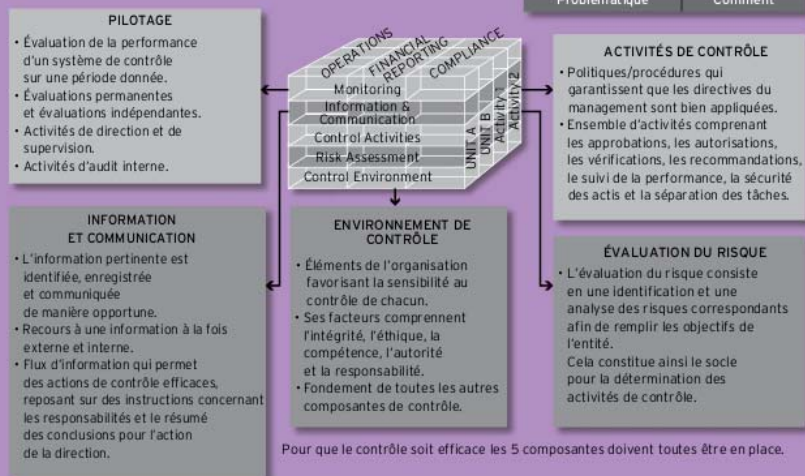 Problématique
Comment
PILOTAGE
• Évaluation de la performance
d'un système de contrôle
sur une période donnée.
• Évaluations permanentes
et évaluations indépendantes.
• Activités de direction et de
supervision.
• Activités d'audit interne.
OPERATIONS
FINANCIAL
REPORTING
COMPLIANCE
Monitoring
Information &
Communication
Control Activities
Risk Assessment
Control Environment
UNIT A
UNIT B
Activity 1
Activity 2
ACTIVITÉS DE CONTRÔLE
• Politiques/procédures qui
garantissent que les directives du
management sont bien appliquées.
• Ensemble d'activités comprenant
les approbations, les autorisations,
les vérifications, les recommandations,
le suivi de la performance, la sécurité
des actis et la séparation des tâches.
INFORMATION
ET COMMUNICATION
• L'information pertinente est
identifiée, enregistrée
et communiquée
de manière opportune.
• Recours à une information à la fois
externe et interne.
• Flux d'information qui permet
des actions de contrôle efficaces,
reposant sur des instructions concernant
les responsabilités et le résumé
des conclusions pour l'action
de la direction.
ENVIRONNEMENT DE
CONTRÔLE
• Éléments de l'organisation
favorisant la sensibilité au
contrôle de chacun.
• Ses facteurs comprennent
l'intégrité, l'éthique, la
compétence, l'autorité
et la responsabilité.
• Fondement de toutes les autres
composantes de contrôle.
ÉVALUATION DU RISQUE
• L'évaluation du risque consiste
en une identification et une
analyse des risques correspondants
afin de remplir les objectifs de
l'entité.
Cela constitue ainsi le socle
pour la détermination des
activités de contrôle.
Pour que le contrôle soit efficace les 5 composantes doivent toutes être en place.